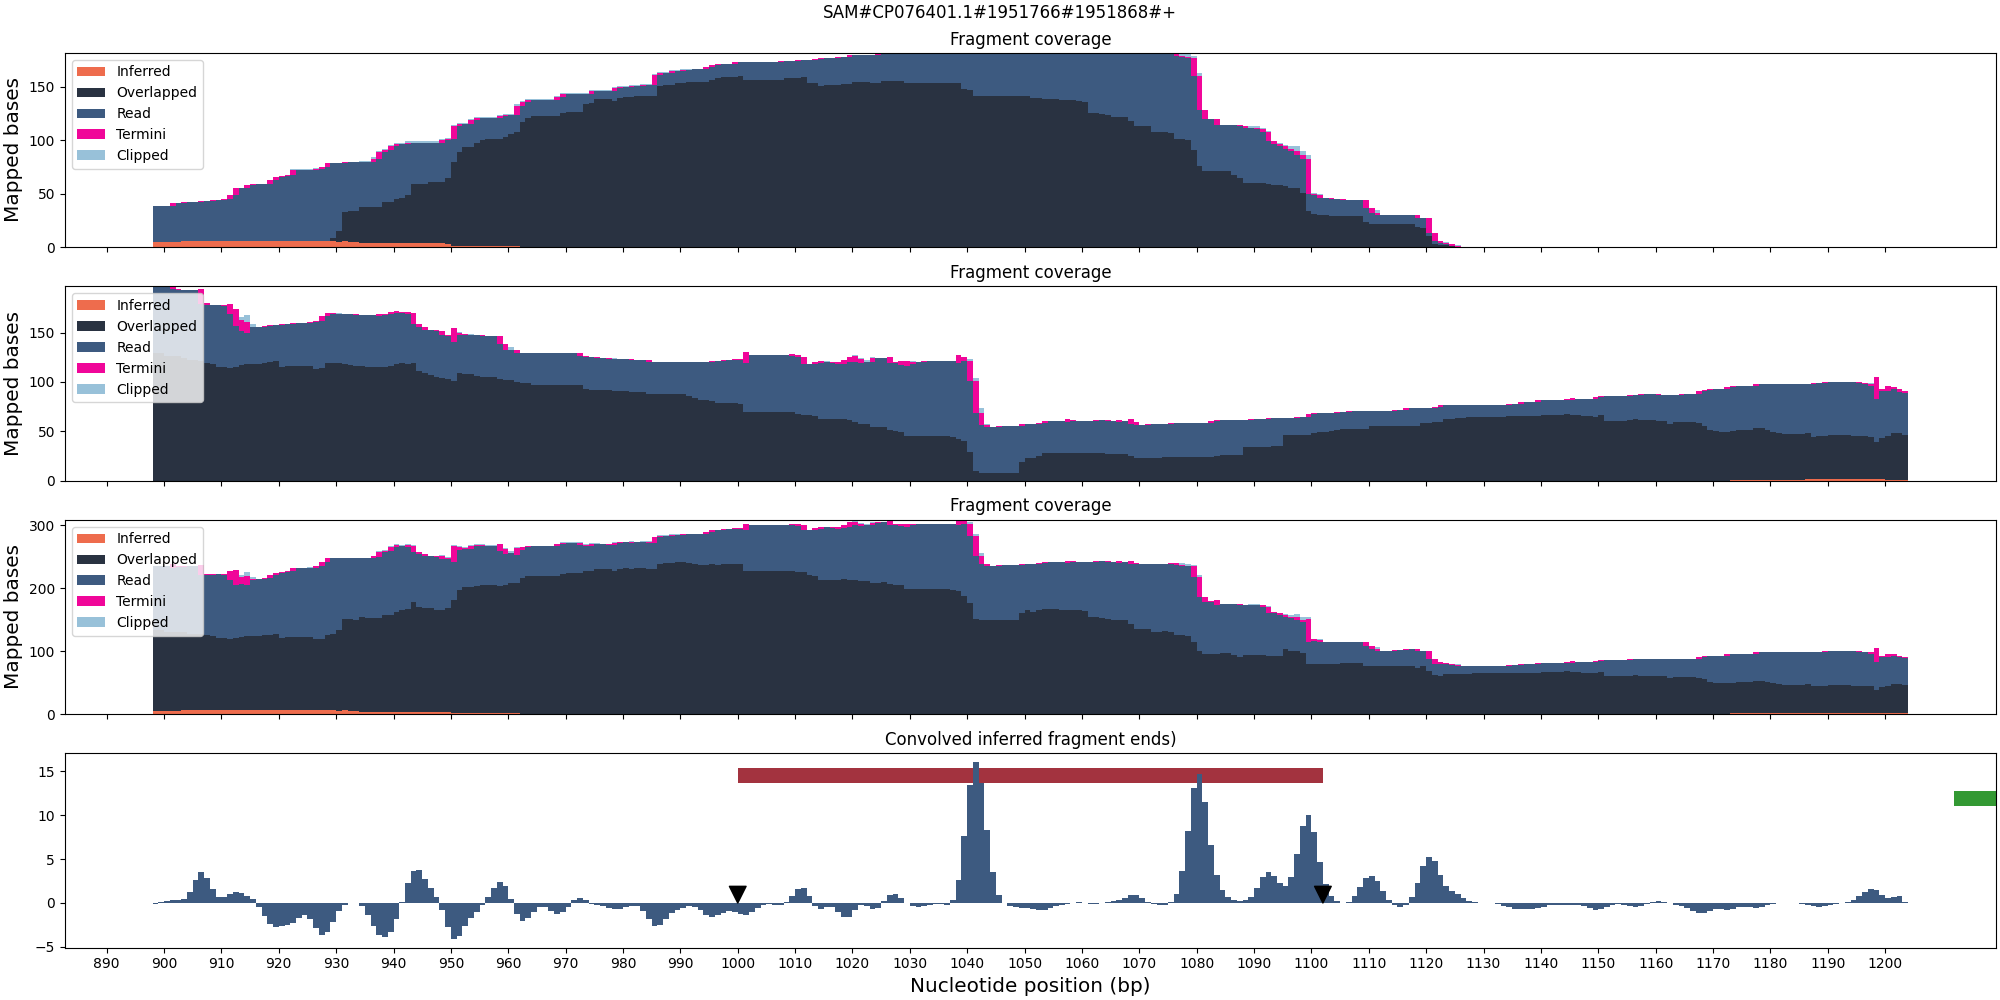 SAM#CP076401.1#1951766#1951868#+
Fragment coverage
Mapped bases
150
100
50
0
Inferred
Overlapped
Read
Termini
Clipped
Fragment coverage
Mapped bases
150
100
50
0
Inferred
Overlapped
Read
Termini
Clipped
Fragment coverage
Mapped bases
300
200
100
0
Inferred
Overlapped
Read
Termini
Clipped
Convolved inferred fragment ends)
15
10
5
0
−5
890 900 910 920 930 940 950 960 970 980 990 1000 1010 1020 1030 1040 1050 1060 1070 1080 1090 1100 1110 1120 1130 1140 1150 1160 1170 1180 1190 1200
Nucleotide position (bp)